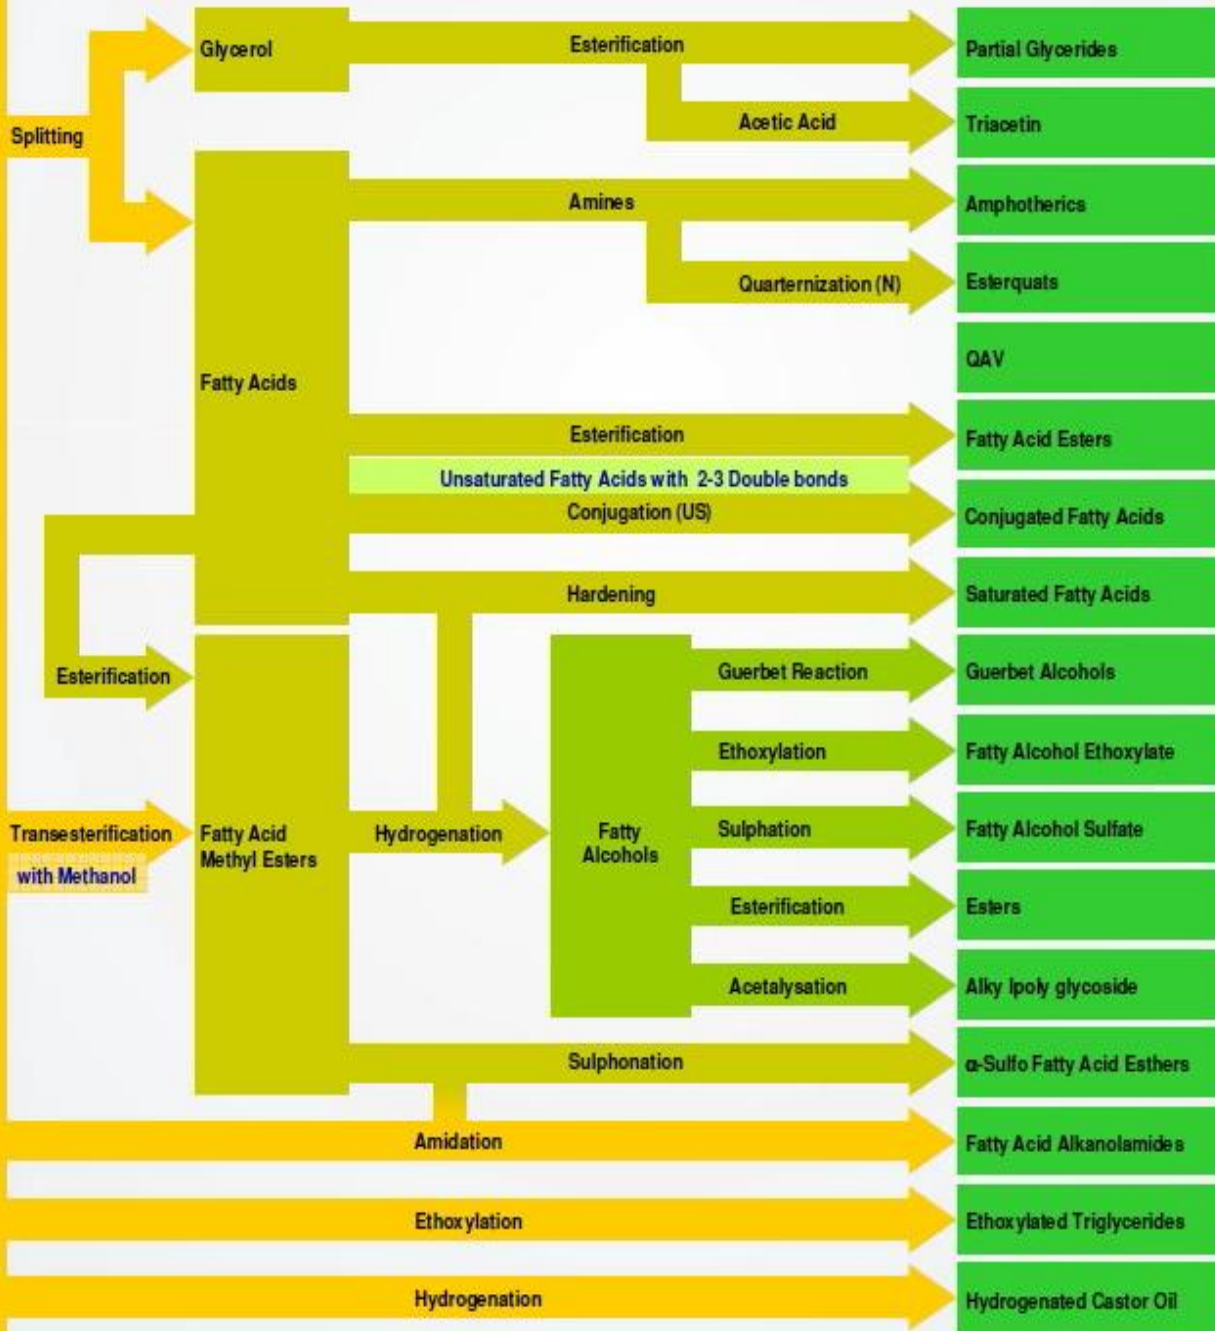 Glycerol
Esterification
Partial Glycerides
Splitting
Acetic Acid
Triacetin
Amines
Amphotherics
Quarternization (N)
Esterquats
QAV
Fatty Acids
Esterification
Fatty Acid Esters
Unsaturated Fatty Acids with 2-3 Double bonds
Conjugation (US)
Conjugated Fatty Acids
Hardening
Saturated Fatty Acids
Esterification
Guerbet Reaction
Guerbet Alcohols
Ethoxylation
Fatty Alcohol Ethoxylate
Transesterification
with Methanol
Fatty Acid
Methyl Esters
Hydrogenation
Fatty
Alcohols
Sulphation
Fatty Alcohol Sulfate
Esterification
Esters
Acetalysation
Alky lpoly glycoside
Sulphonation
α-Sulfo Fatty Acid Esthers
Amidation
Fatty Acid Alkanolamides
Ethoxylation
Ethoxylated Triglycerides
Hydrogenation
Hydrogenated Castor Oil